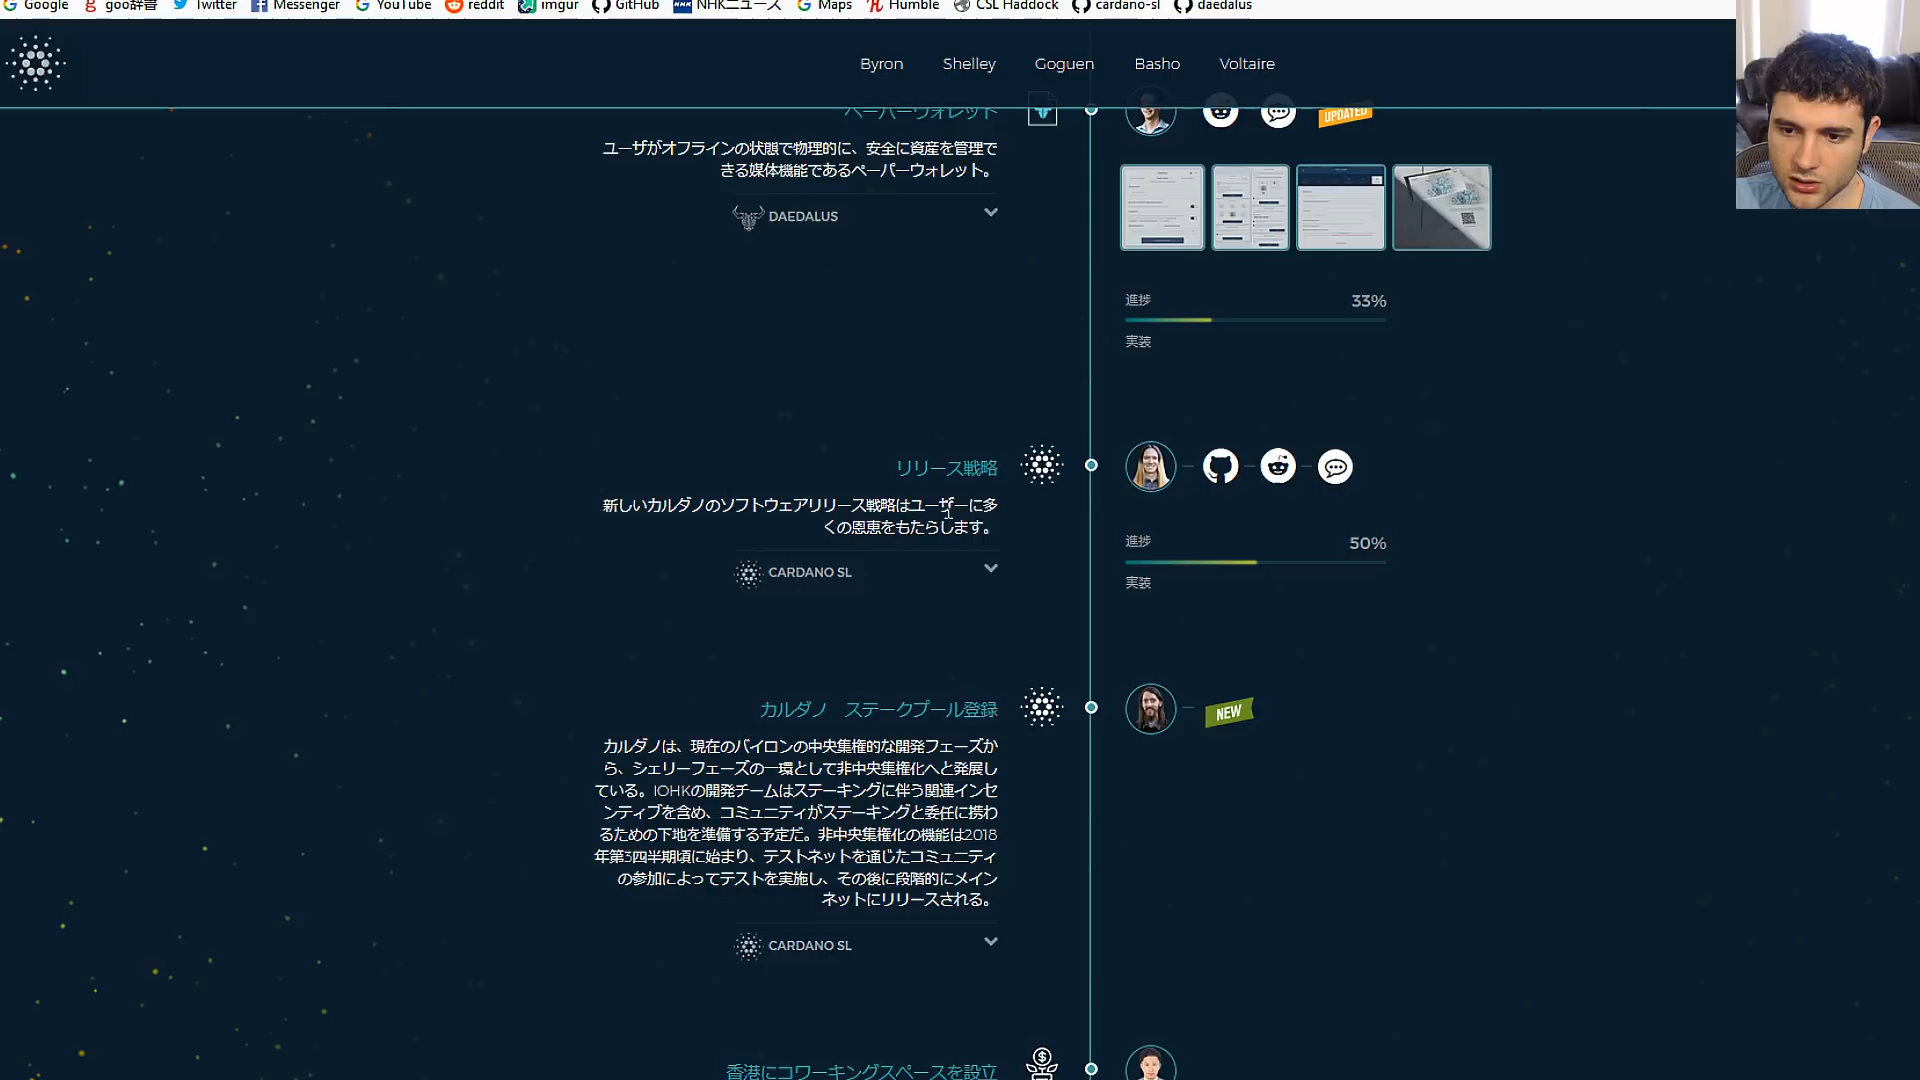 Google goo辞書 Twitter Messenger YouTube reddit imgur GitHub NHKニュース Maps Humble CSL Haddock cardano-sl daedalus
Byron Shelley Goguen Basho Voltaire
ペーパーウォレット
UPDATED
ユーザがオフラインの状態で物理的に、安全に資産を管理で
きる媒体機能であるペーパーウォレット。
DAEDALUS
進捗 33%
実装
リリース戦略
新しいカルダノのソフトウェアリリース戦略はユーザーに多
くの恩恵をもたらします。
CARDANO SL
進捗 50%
実装
カルダノ　ステークプール登録
NEW
カルダノは、現在のバイロンの中央集権的な開発フェーズか
ら、シェリーフェーズの一環として非中央集権化へと発展し
ている。IOHKの開発チームはステーキングに伴う関連インセ
ンティブを含め、コミュニティがステーキングと委任に携わ
るための下地を準備する予定だ。非中央集権化の機能は2018
年第3四半期頃に始まり、テストネットを通じたコミュニティ
の参加によってテストを実施し、その後に段階的にメイン
ネットにリリースされる。
CARDANO SL
香港にコワーキングスペースを設立